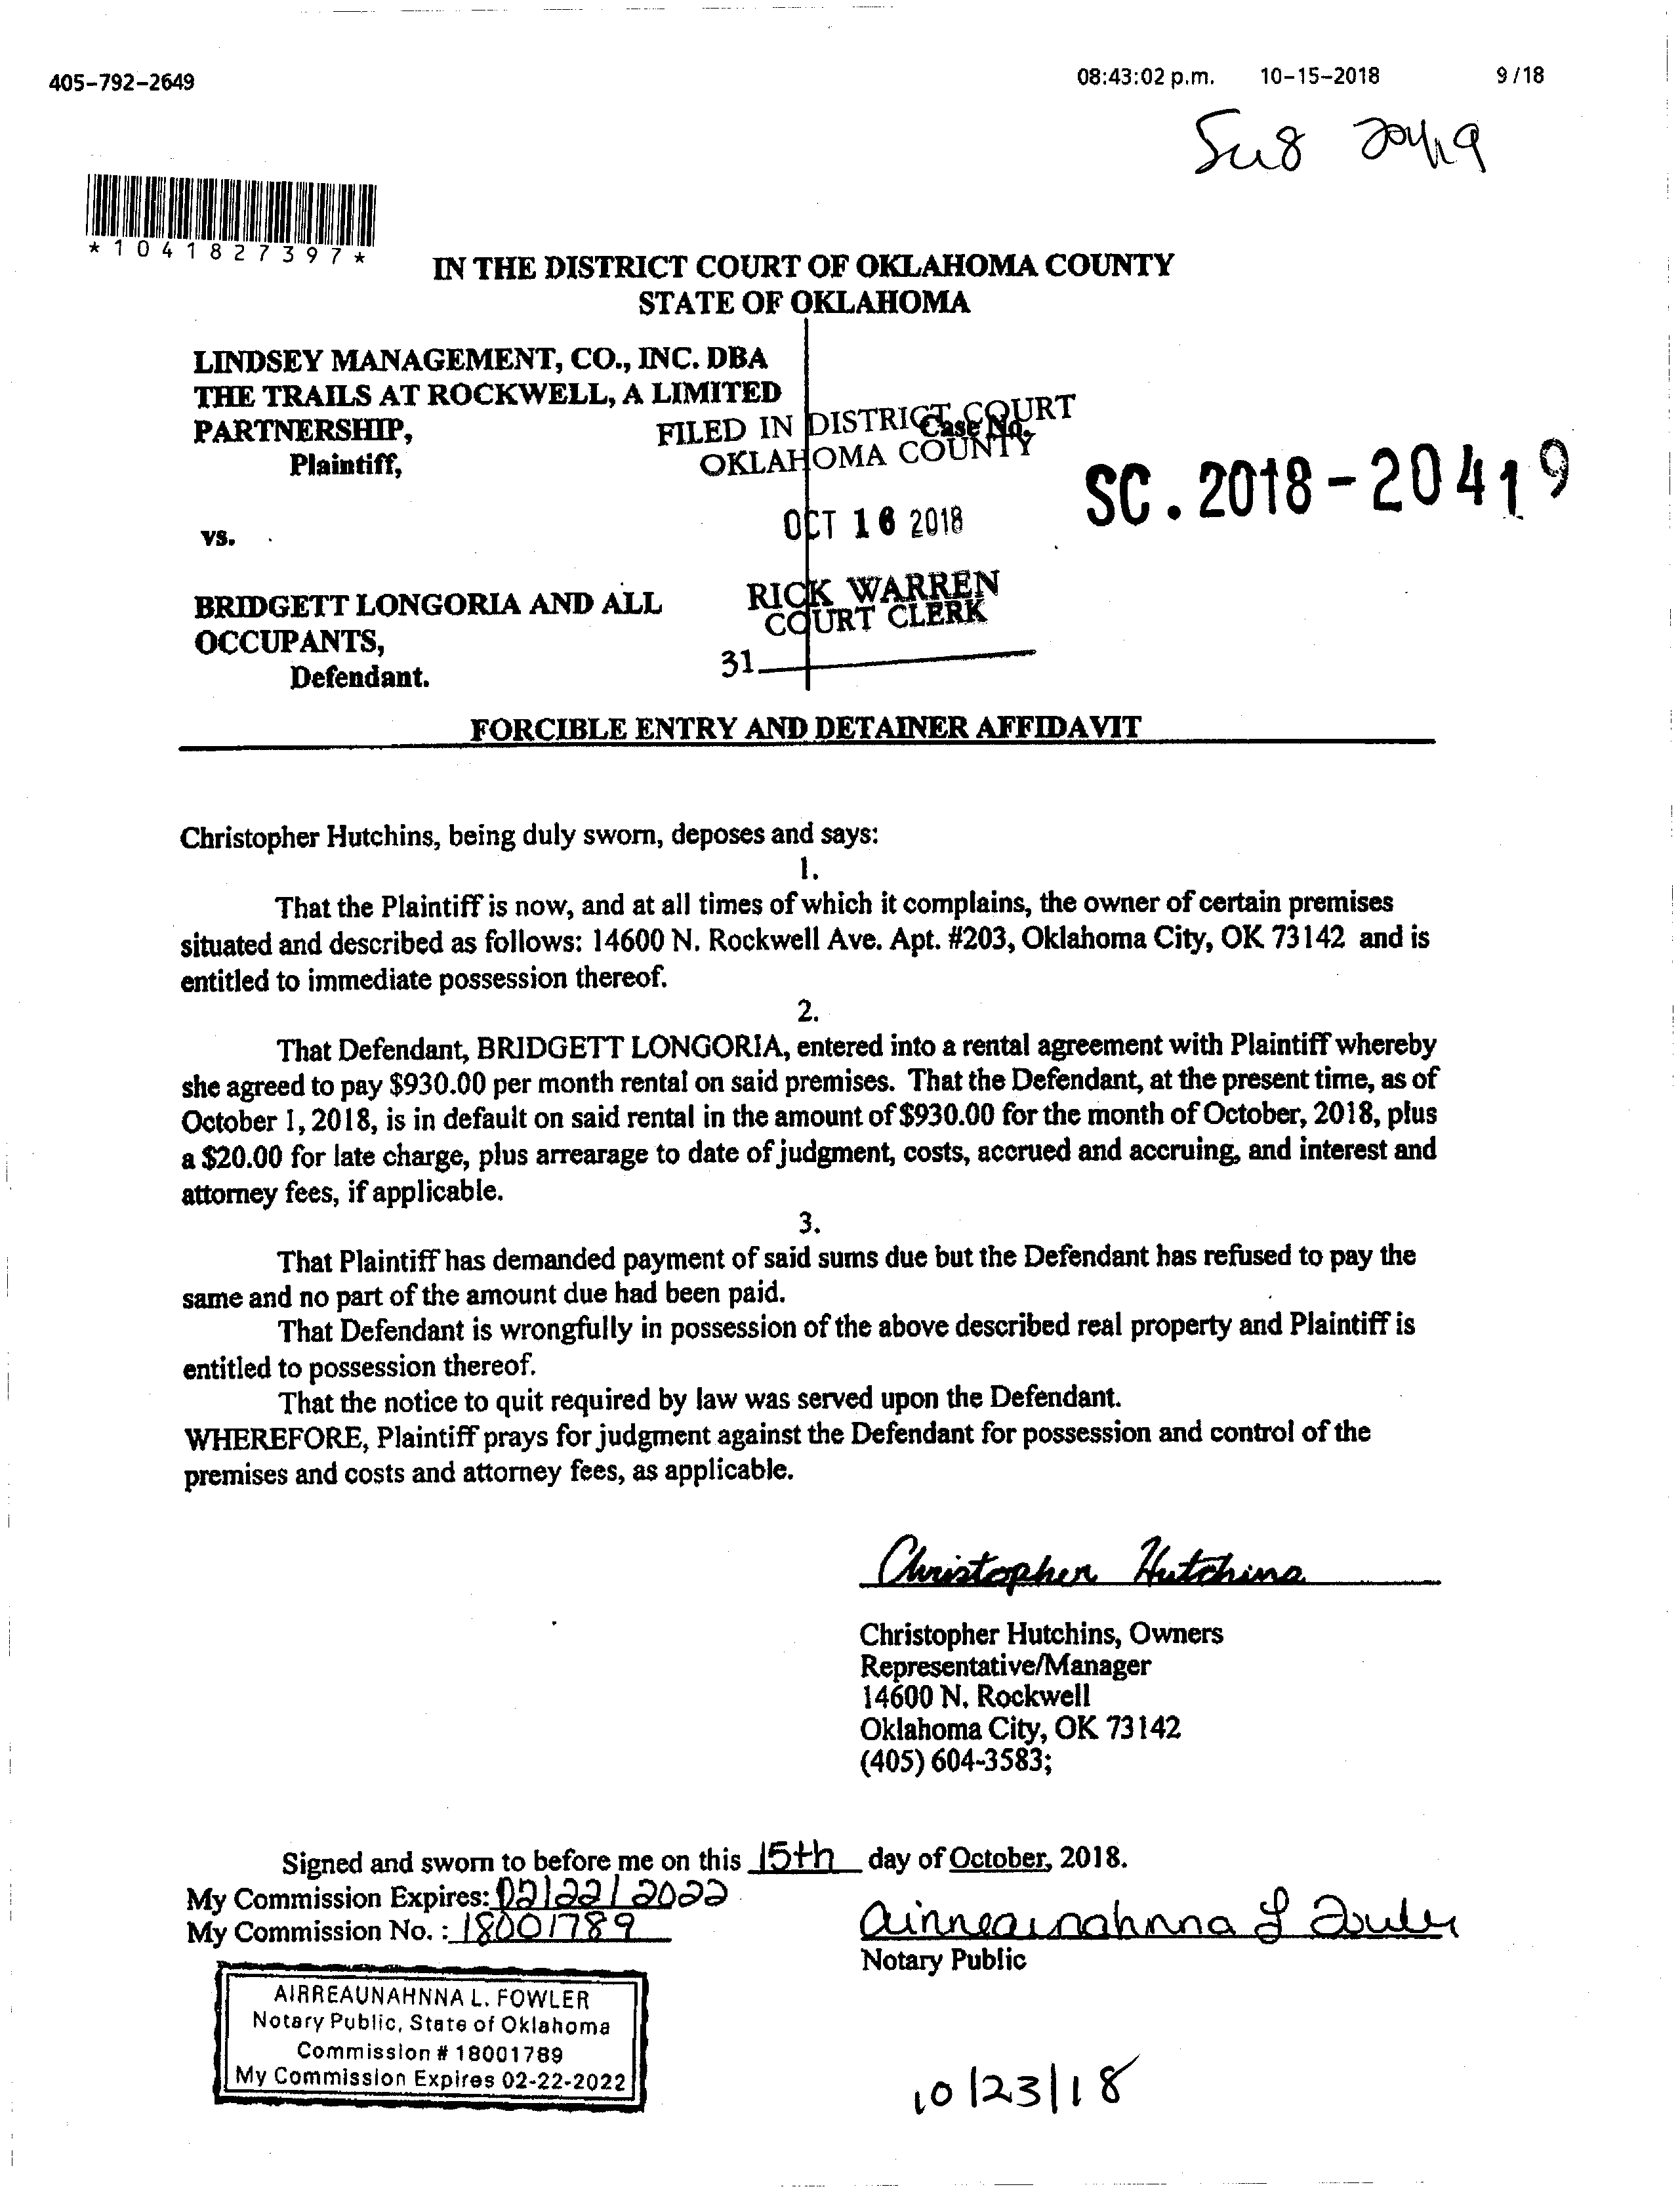 405-792-2649 08:43:02 p.m. 10-15-2018 9/18
*1041827397*
IN THE DISTRICT COURT OF OKLAHOMA COUNTY
STATE OF OKLAHOMA
LINDSEY MANAGEMENT, CO., INC. DBA
THE TRAILS AT ROCKWELL, A LIMITED
PARTNERSHIP,
Plaintiff,
FILED IN DISTRICT COURT
OKLAHOMA COUNTY
Case No.
SC. 2018-20419
OCT 16 2018
vs.
RICK WARREN
COURT CLERK
31
BRIDGETT LONGORIA AND ALL
OCCUPANTS,
Defendant.
FORCIBLE ENTRY AND DETAINER AFFIDAVIT
Christopher Hutchins, being duly sworn, deposes and says:
1.
That the Plaintiff is now, and at all times of which it complains, the owner of certain premises
situated and described as follows: 14600 N. Rockwell Ave. Apt. #203, Oklahoma City, OK 73142 and is
entitled to immediate possession thereof.
2.
That Defendant, BRIDGETT LONGORIA, entered into a rental agreement with Plaintiff whereby
she agreed to pay $930.00 per month rental on said premises. That the Defendant, at the present time, as of
October 1, 2018, is in default on said rental in the amount of $930.00 for the month of October, 2018, plus
a $20.00 for late charge, plus arrearage to date of judgment, costs, accrued and accruing, and interest and
attorney fees, if applicable.
3.
That Plaintiff has demanded payment of said sums due but the Defendant has refused to pay the
same and no part of the amount due had been paid.
That Defendant is wrongfully in possession of the above described real property and Plaintiff is
entitled to possession thereof.
That the notice to quit required by law was served upon the Defendant.
WHEREFORE, Plaintiff prays for judgment against the Defendant for possession and control of the
premises and costs and attorney fees, as applicable.
Christopher Hutchins
Christopher Hutchins, Owners
Representative/Manager
14600 N. Rockwell
Oklahoma City, OK 73142
(405) 604-3583;
Signed and sworn to before me on this 15th day of October, 2018.
My Commission Expires: 02/22/2022
My Commission No. : 18001789
Notary Public
AIRREAUNAHNNA L. FOWLER
Notary Public, State of Oklahoma
Commission # 18001789
My Commission Expires 02-22-2022
10/23/18